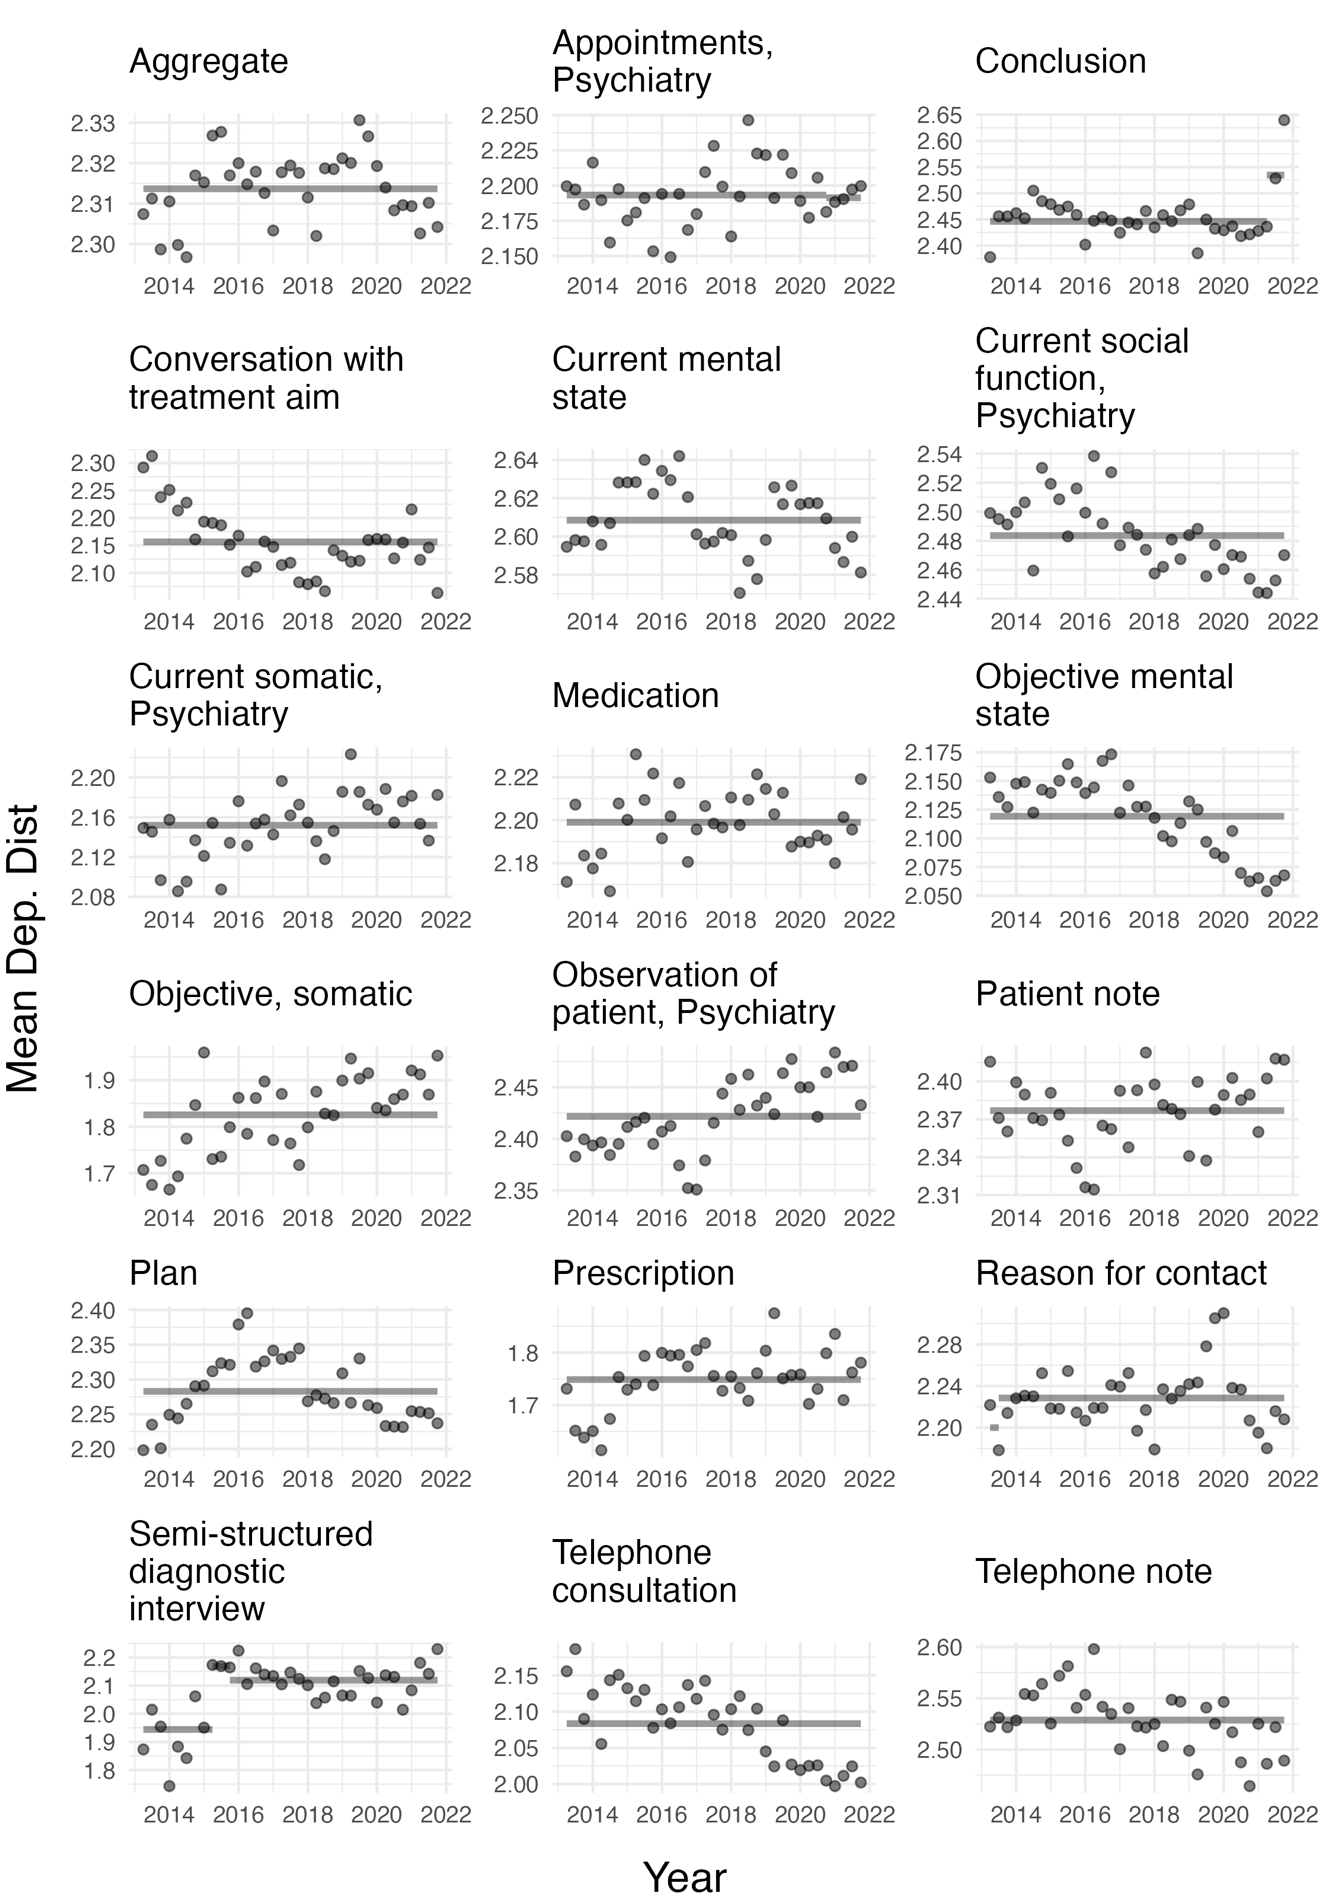 Aggregate
Appointments,
Psychiatry
Conclusion
2.33
2.32
2.31
2.30
2014 2016 2018 2020 2022
2.250
2.225
2.200
2.175
2.150
2014 2016 2018 2020 2022
2.65
2.60
2.55
2.50
2.45
2.40
2014 2016 2018 2020 2022
Conversation with
treatment aim
Current mental
state
Current social
function,
Psychiatry
2.30
2.25
2.20
2.15
2.10
2014 2016 2018 2020 2022
2.64
2.62
2.60
2.58
2014 2016 2018 2020 2022
2.54
2.52
2.50
2.48
2.46
2.44
2014 2016 2018 2020 2022
Current somatic,
Psychiatry
Medication
Objective mental
state
2.20
2.16
2.12
2.08
2014 2016 2018 2020 2022
2.22
2.20
2.18
2014 2016 2018 2020 2022
2.175
2.150
2.125
2.100
2.075
2.050
2014 2016 2018 2020 2022
Mean Dep. Dist
Objective, somatic
Observation of
patient, Psychiatry
Patient note
1.9
1.8
1.7
2014 2016 2018 2020 2022
2.45
2.40
2.35
2014 2016 2018 2020 2022
2.40
2.37
2.34
2.31
2014 2016 2018 2020 2022
Plan
Prescription
Reason for contact
2.40
2.35
2.30
2.25
2.20
2014 2016 2018 2020 2022
1.8
1.7
2014 2016 2018 2020 2022
2.28
2.24
2.20
2014 2016 2018 2020 2022
Semi-structured
diagnostic
interview
Telephone
consultation
Telephone note
2.2
2.1
2.0
1.9
1.8
2014 2016 2018 2020 2022
2.15
2.10
2.05
2.00
2014 2016 2018 2020 2022
2.60
2.55
2.50
2014 2016 2018 2020 2022
Year